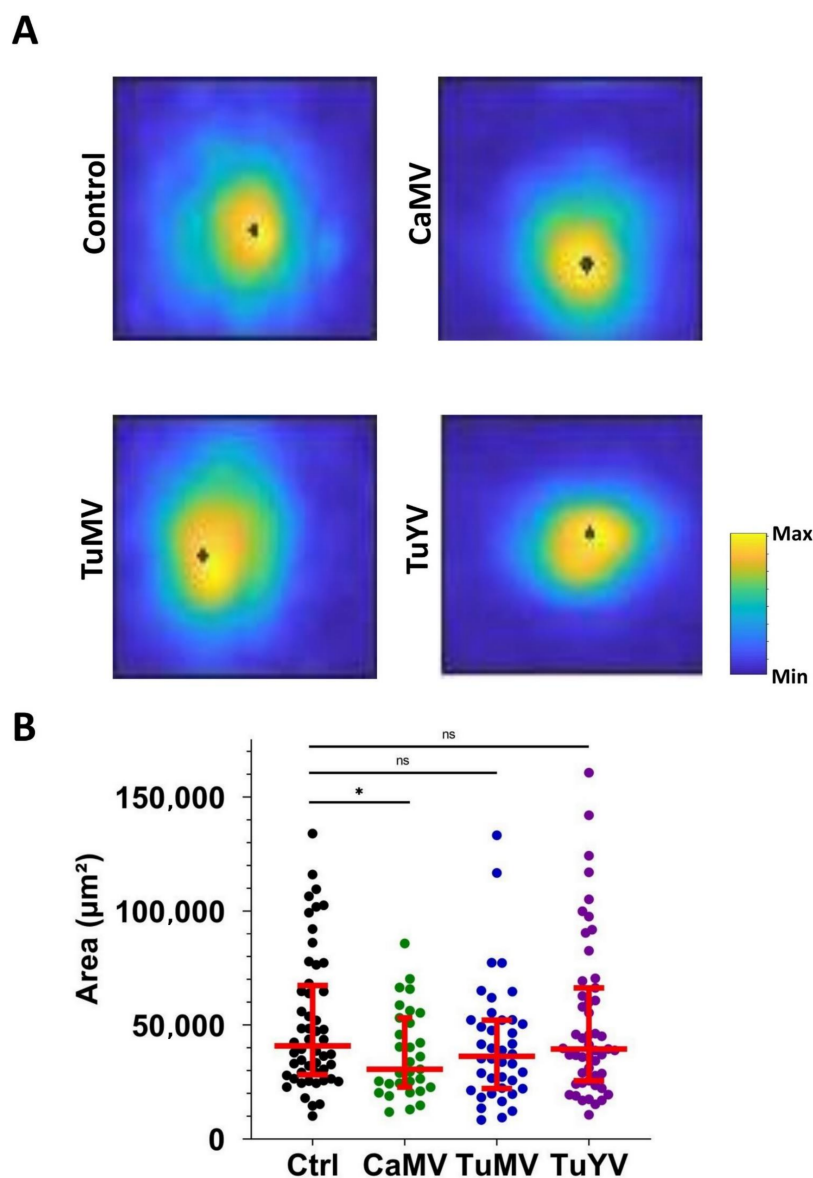 A
Control
CaMV
TuMV
TuYV
Max
Min
B
ns
ns
*
150,000
100,000
50,000
0
Area (µm²)
Ctrl CaMV TuMV TuYV